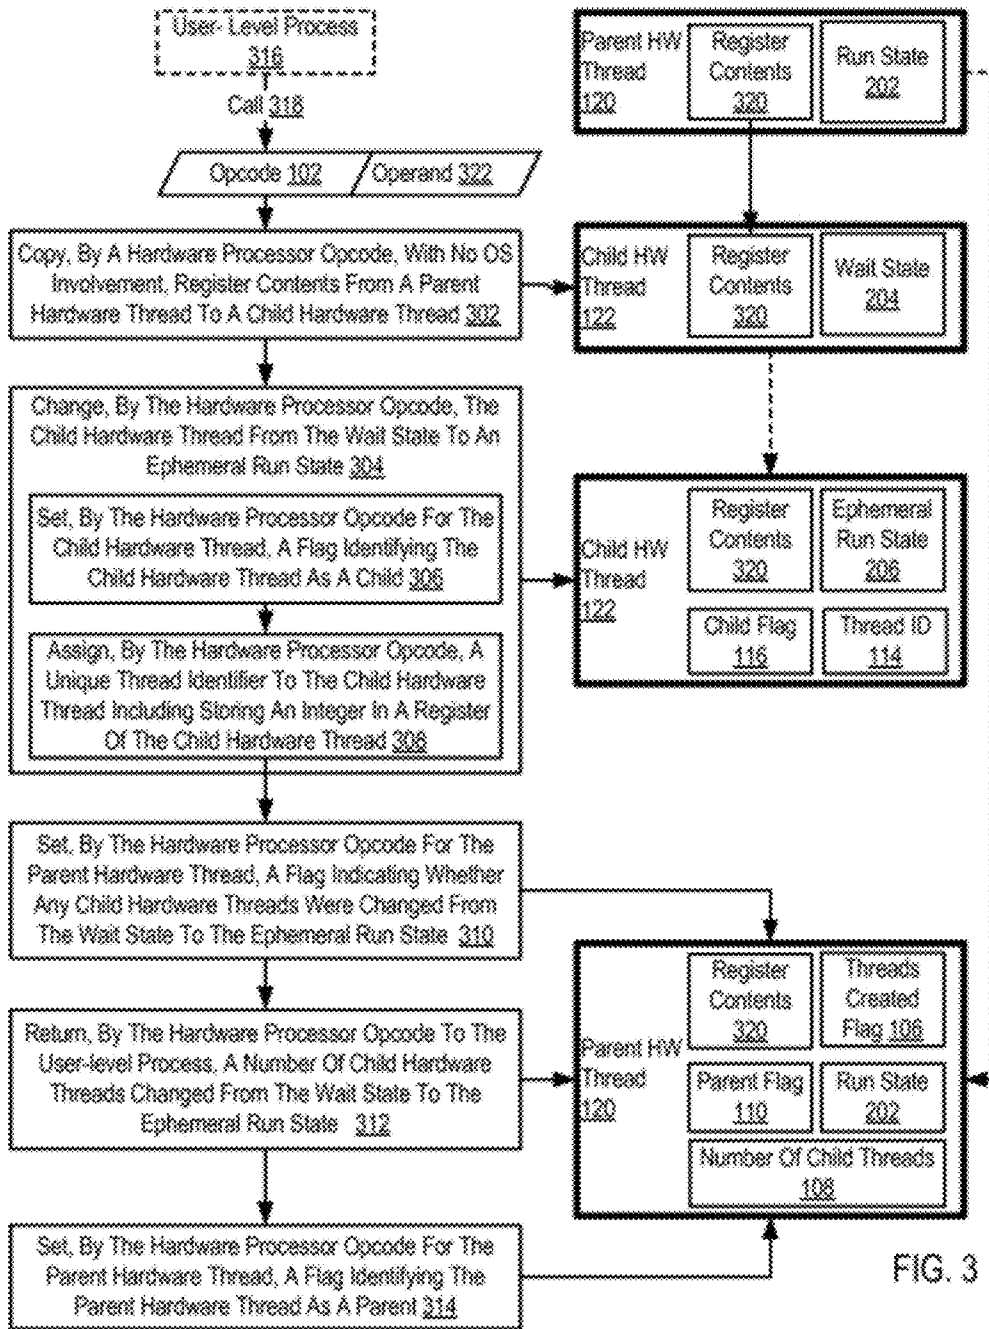 User- Level Process
316
Call 318
Opcode 102
Operand 322
Copy, By A Hardware Processor Opcode, With No OS
Involvement, Register Contents From A Parent
Hardware Thread To A Child Hardware Thread 302
Change, By The Hardware Processor Opcode, The
Child Hardware Thread From The Wait State To An
Ephemeral Run State 304
Set, By The Hardware Processor Opcode For The
Child Hardware Thread, A Flag Identifying The
Child Hardware Thread As A Child 306
Assign, By The Hardware Processor Opcode, A
Unique Thread Identifier To The Child Hardware
Thread Including Storing An Integer In A Register
Of The Child Hardware Thread 308
Set, By The Hardware Processor Opcode For The
Parent Hardware Thread, A Flag Indicating Whether
Any Child Hardware Threads Were Changed From
The Wait State To The Ephemeral Run State 310
Return, By The Hardware Processor Opcode To The
User-level Process, A Number Of Child Hardware
Threads Changed From The Wait State To The
Ephemeral Run State 312
Set, By The Hardware Processor Opcode For The
Parent Hardware Thread, A Flag Identifying The
Parent Hardware Thread As A Parent 314
Parent HW
Thread
120
Register
Contents
320
Run State
202
Child HW
Thread
122
Register
Contents
320
Wait State
204
Child HW
Thread
122
Register
Contents
320
Ephemeral
Run State
206
Child Flag
116
Thread ID
114
Parent HW
Thread
120
Register
Contents
320
Threads
Created
Flag 106
Parent Flag
110
Run State
202
Number Of Child Threads
108
FIG. 3